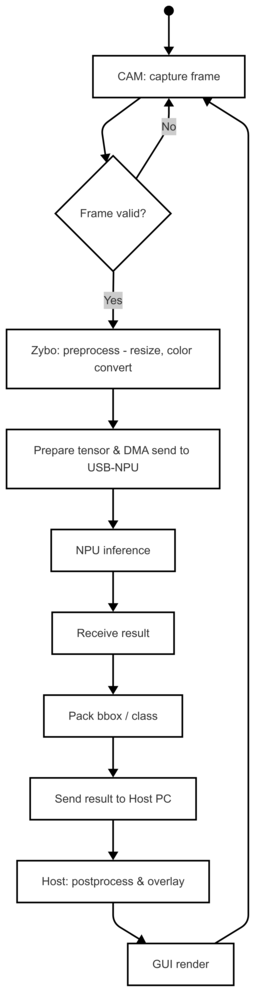 CAM: capture frame
No
Frame valid?
Yes
Zybo: preprocess - resize, color
convert
Prepare tensor & DMA send to
USB-NPU
NPU inference
Receive result
Pack bbox / class
Send result to Host PC
Host: postprocess & overlay
GUI render